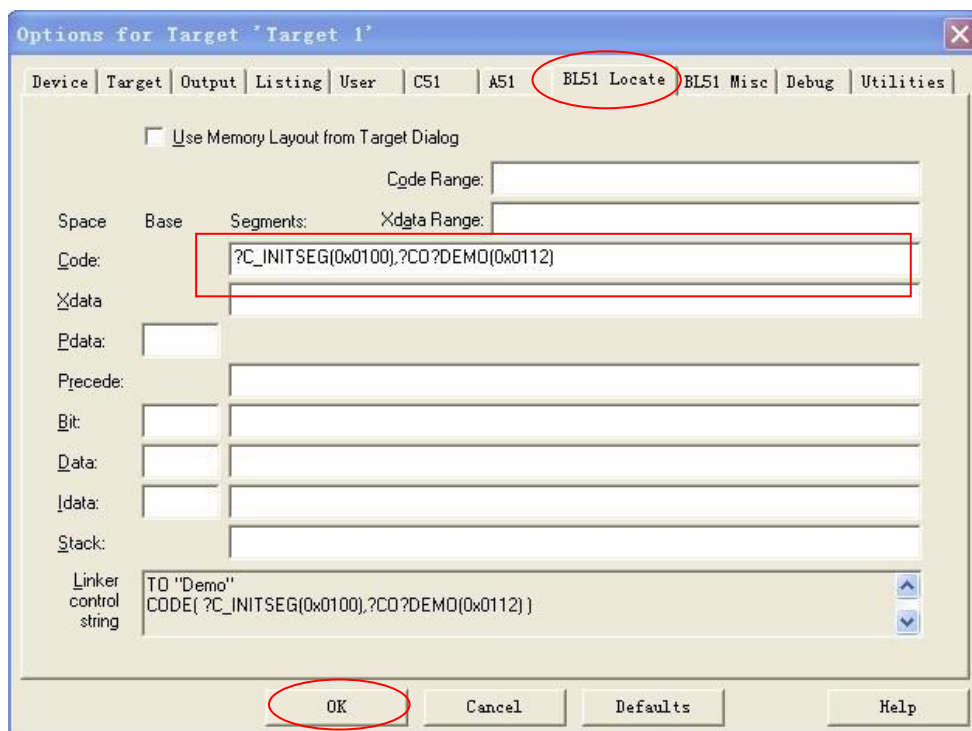 Options for Target 'Target 1'
Device Target Output Listing User C51 A51 BL51 Locate BL51 Misc Debug Utilities
Use Memory Layout from Target Dialog
Code Range:
Space Base Segments: Xdata Range:
Code: ?C_INITSEG(0x0100),?CO?DEMO(0x0112)
Xdata
Pdata:
Precede:
Bit:
Data:
Idata:
Stack:
Linker control string
TO "Demo"
CODE( ?C_INITSEG(0x0100),?CO?DEMO(0x0112) )
OK Cancel Defaults Help